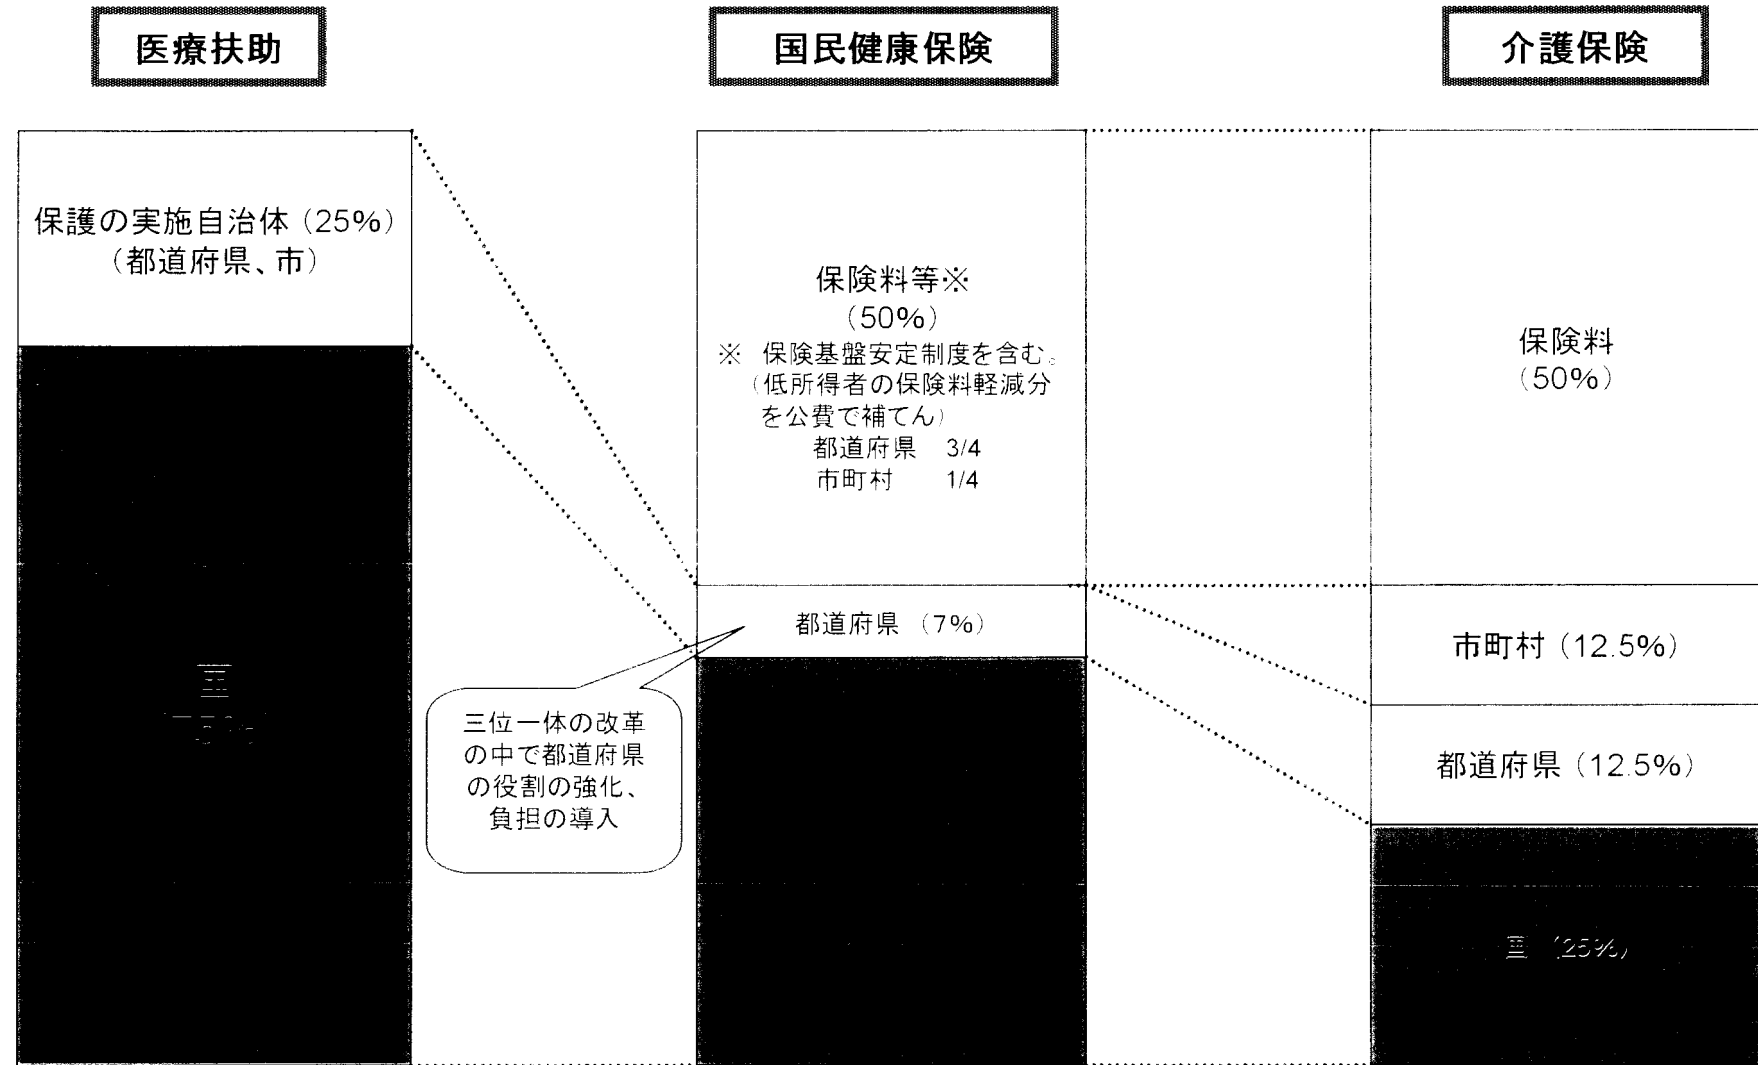 医療扶助
保護の実施自治体（25%）
（都道府県、市）
国民健康保険
保険料等※
（50%）
※ 保険基盤安定制度を含む。
（低所得者の保険料軽減分
を公費で補てん）
都道府県 3/4
市町村 1/4
都道府県 （7%）
三位一体の改革
の中で都道府県
の役割の強化、
負担の導入
介護保険
保険料
（50%）
市町村（12.5%）
都道府県（12.5%）
国 （25%）